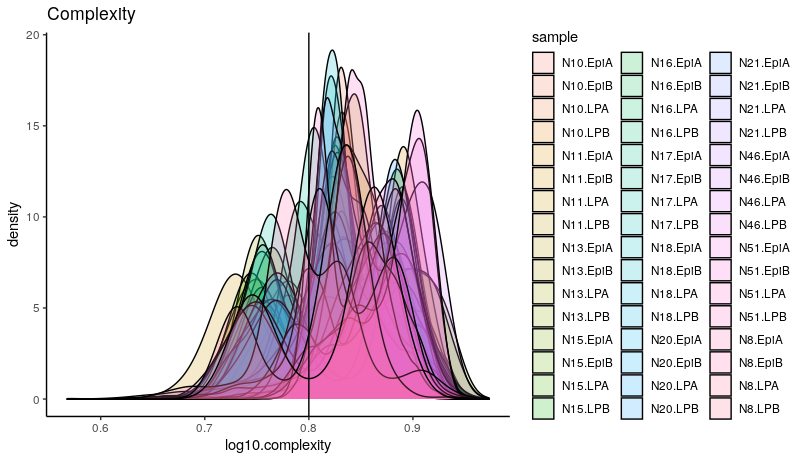 Complexity
20
15
10
5
0
density
0.6 0.7 0.8 0.9
log10.complexity
sample
N10.EpiA N16.EpiA N21.EpiA
N10.EpiB N16.EpiB N21.EpiB
N10.LPA N16.LPA N21.LPA
N10.LPB N16.LPB N21.LPB
N11.EpiA N17.EpiA N46.EpiA
N11.EpiB N17.EpiB N46.EpiB
N11.LPA N17.LPA N46.LPA
N11.LPB N17.LPB N46.LPB
N13.EpiA N18.EpiA N51.EpiA
N13.EpiB N18.EpiB N51.EpiB
N13.LPA N18.LPA N51.LPA
N13.LPB N18.LPB N51.LPB
N15.EpiA N20.EpiA N8.EpiA
N15.EpiB N20.EpiB N8.EpiB
N15.LPA N20.LPA N8.LPA
N15.LPB N20.LPB N8.LPB